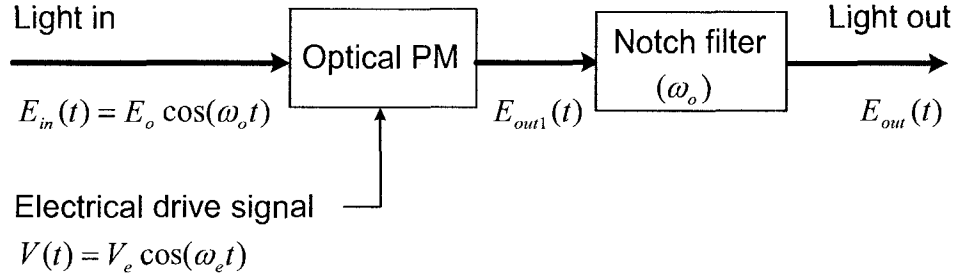 Light in
Light out
Optical PM
Notch filter
(ω_o)
E_in(t) = E_o cos(ω_o t)
E_out1(t)
E_out(t)
Electrical drive signal
V(t) = V_e cos(ω_e t)